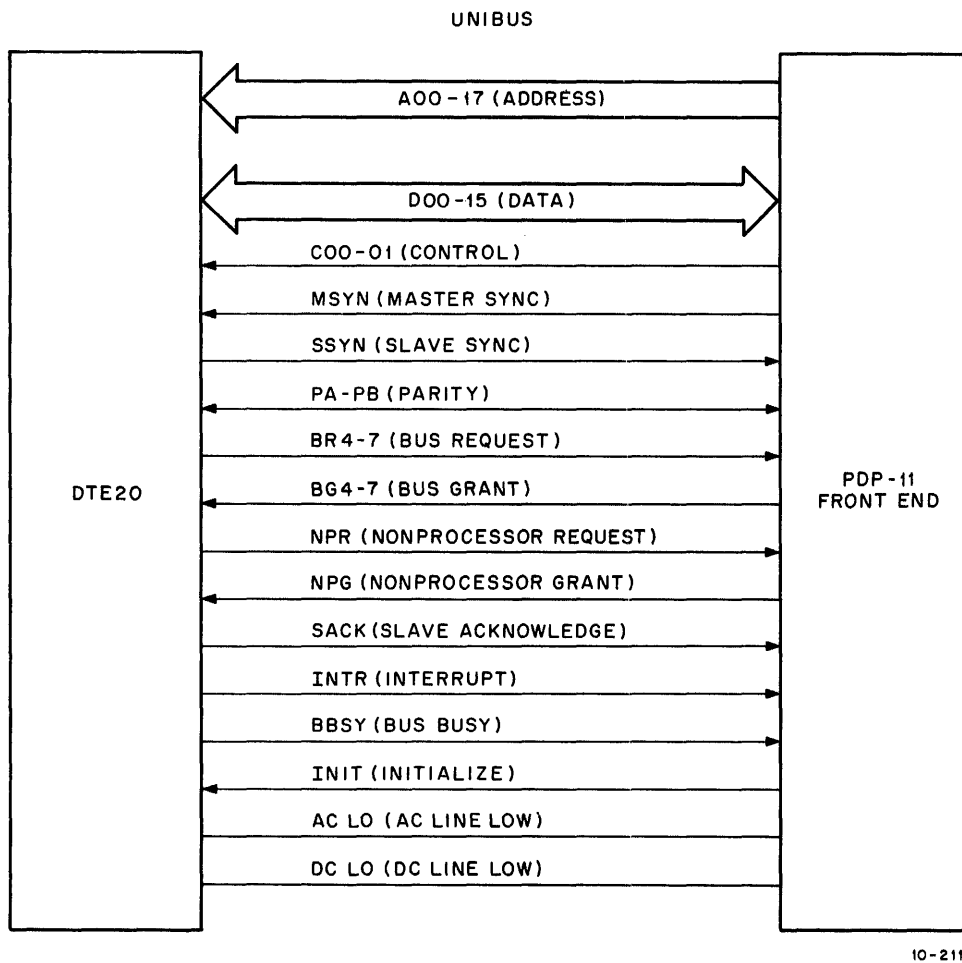 UNIBUS
A00-17 (ADDRESS)
D00-15 (DATA)
C00-01 (CONTROL)
MSYN (MASTER SYNC)
SSYN (SLAVE SYNC)
PA-PB (PARITY)
BR4-7 (BUS REQUEST)
DTE20
BG4-7 (BUS GRANT)
PDP-11
FRONT END
NPR (NONPROCESSOR REQUEST)
NPG (NONPROCESSOR GRANT)
SACK (SLAVE ACKNOWLEDGE)
INTR (INTERRUPT)
BBSY (BUS BUSY)
INIT (INITIALIZE)
AC LO (AC LINE LOW)
DC LO (DC LINE LOW)
10-211